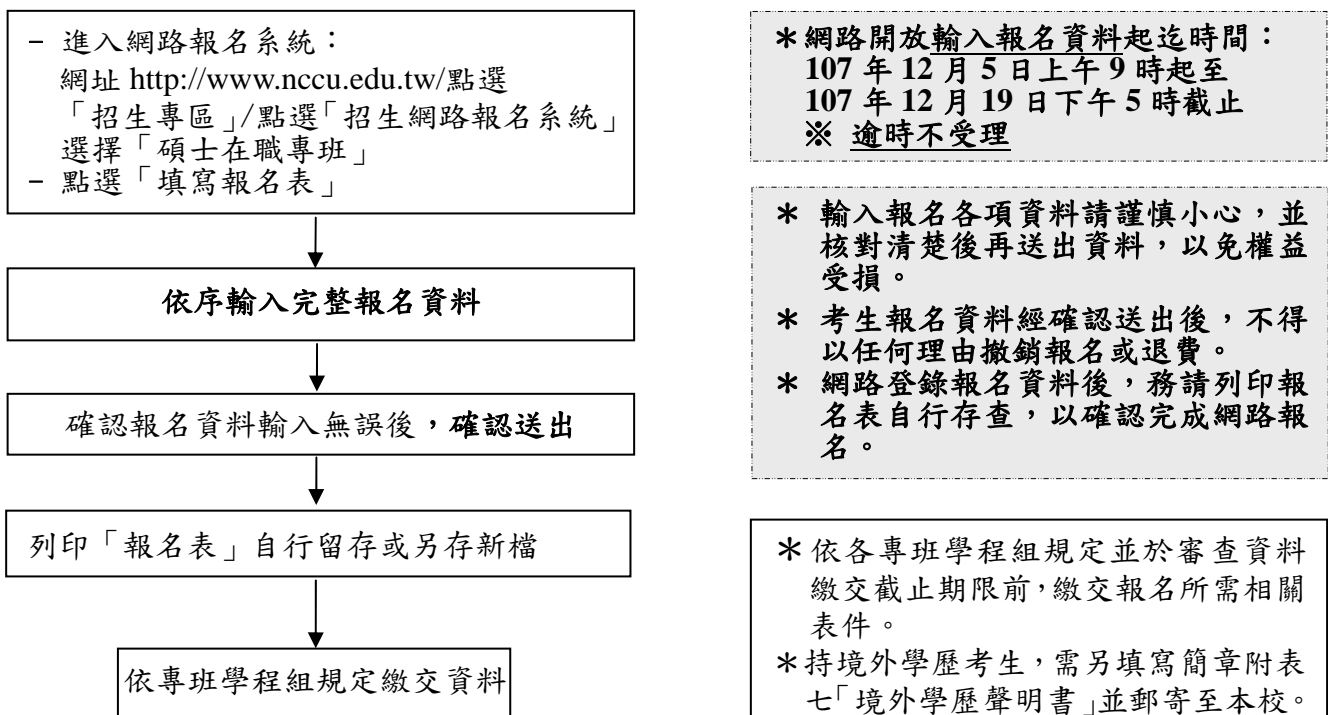 - 進入網路報名系統：
網址 http://www.nccu.edu.tw/點選
「招生專區」/點選「招生網路報名系統」
選擇「碩士在職專班」
- 點選「填寫報名表」
依序輸入完整報名資料
確認報名資料輸入無誤後，確認送出
列印「報名表」自行留存或另存新檔
依專班學程組規定繳交資料
＊網路開放輸入報名資料起迄時間：
107 年 12 月 5 日上午 9 時起至
107 年 12 月 19 日下午 5 時截止
※ 逾時不受理
＊ 輸入報名各項資料請謹慎小心，並
核對清楚後再送出資料，以免權益
受損。
＊ 考生報名資料經確認送出後，不得
以任何理由撤銷報名或退費。
＊ 網路登錄報名資料後，務請列印報
名表自行存查，以確認完成網路報
名。
＊依各專班學程組規定並於審查資料
繳交截止期限前，繳交報名所需相關
表件。
＊持境外學歷考生，需另填寫簡章附表
七「境外學歷聲明書」並郵寄至本校。